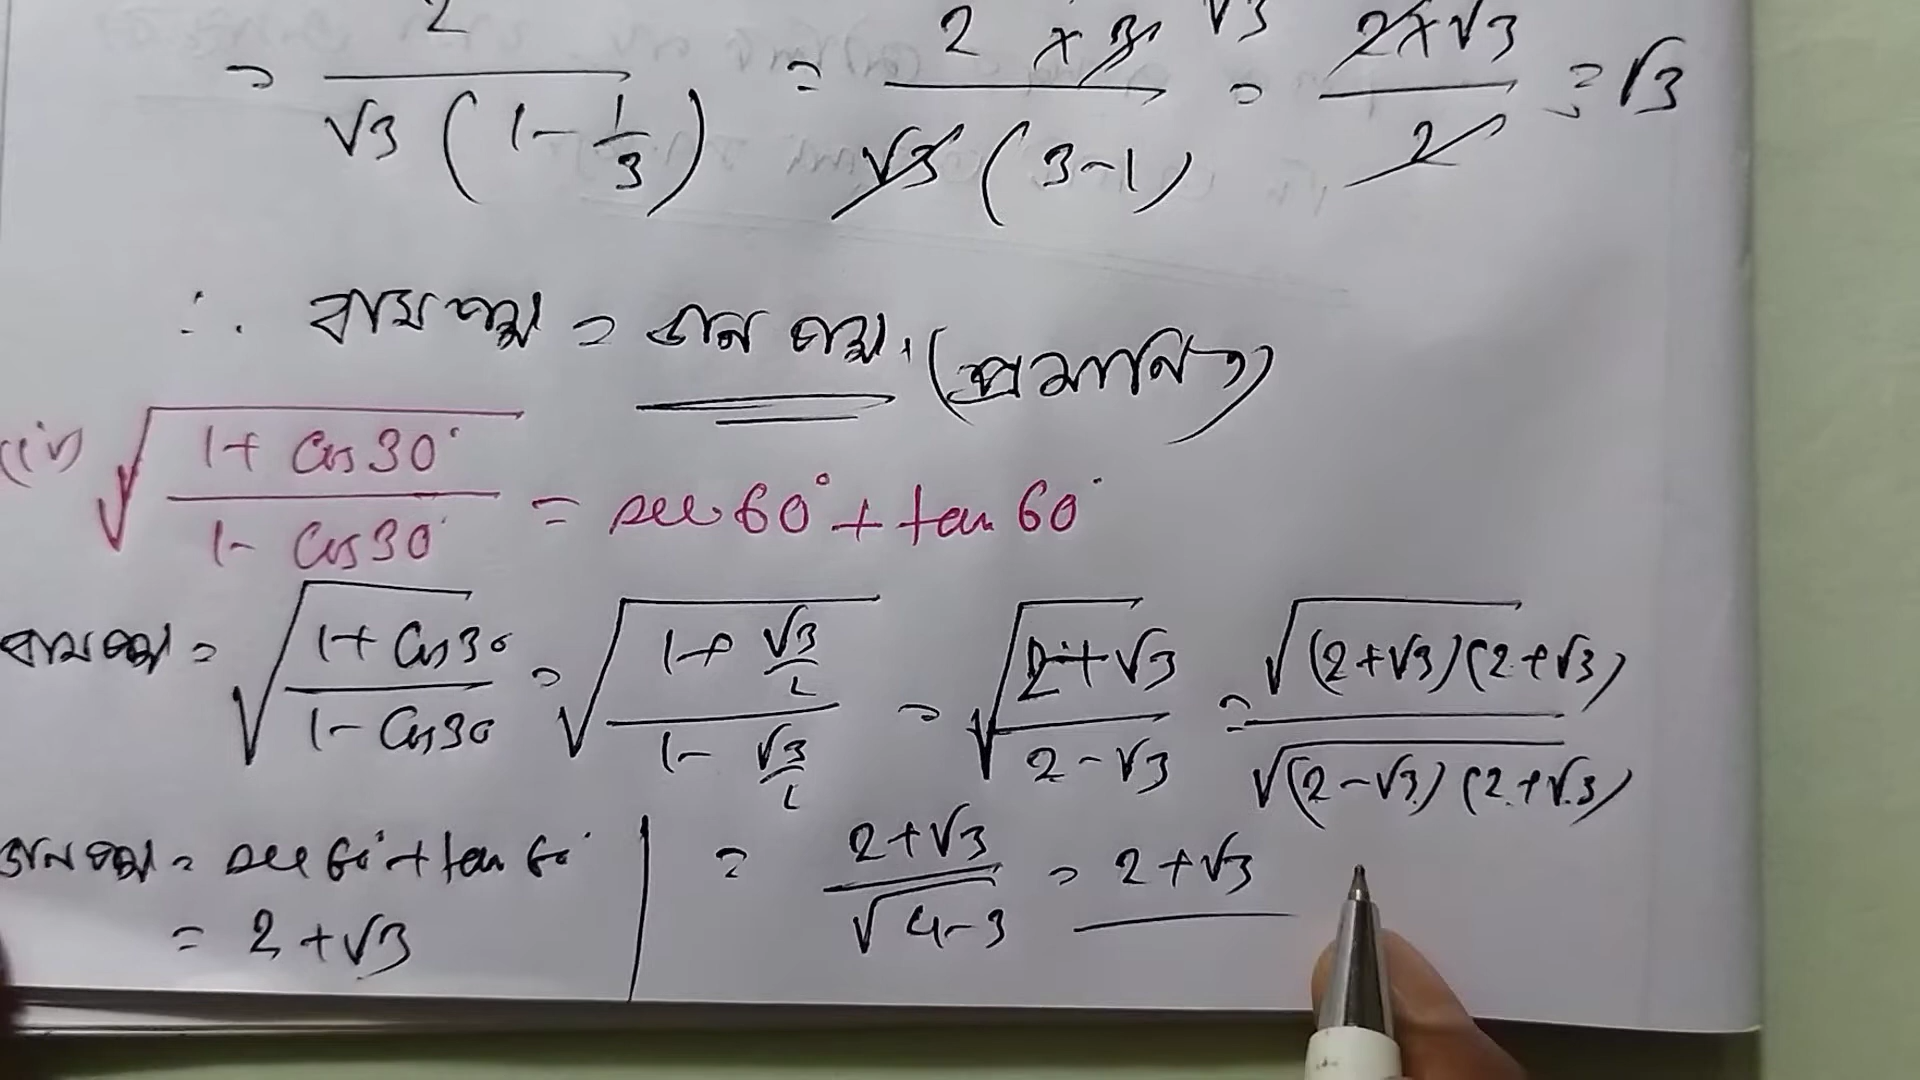 = 2 / √3 (1 - 1/3) = 2 × 3 √3 / √3 (3-1) = 2×√3 / 2 = √3
∴ বামপক্ষ = ডানপক্ষ. (প্রমানিত)
(iv) √((1 + Cos 30°) / (1 - Cos 30°)) = sec 60° + tan 60°
বামপক্ষ = √((1 + Cos 30) / (1 - Cos 30)) = √((1 + √3/2) / (1 - √3/2)) = √((2 + √3) / (2 - √3)) = √((2+√3)(2+√3)) / √((2-√3)(2+√3))
ডানপক্ষ = sec 60° + tan 60°
= 2 + √3
= (2+√3) / √(4-3) = 2 + √3